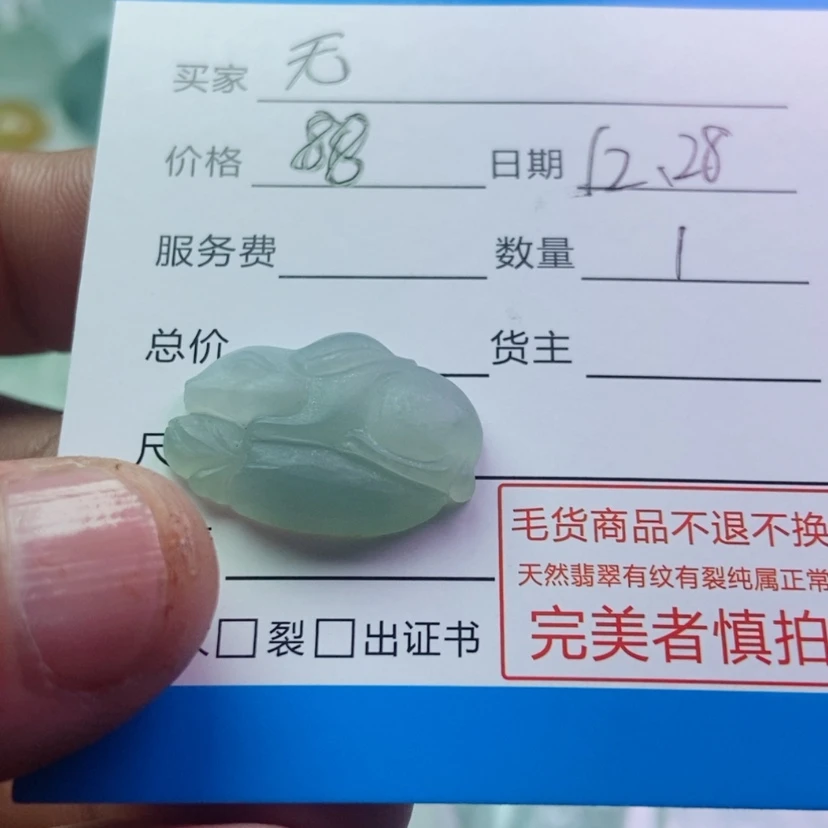 买家 无
价格 88 日期 12.28
服务费 数量 1
总价 货主
尺
毛货商品不退不换
天然翡翠有纹有裂纯属正常
裂 出证书
完美者慎拍